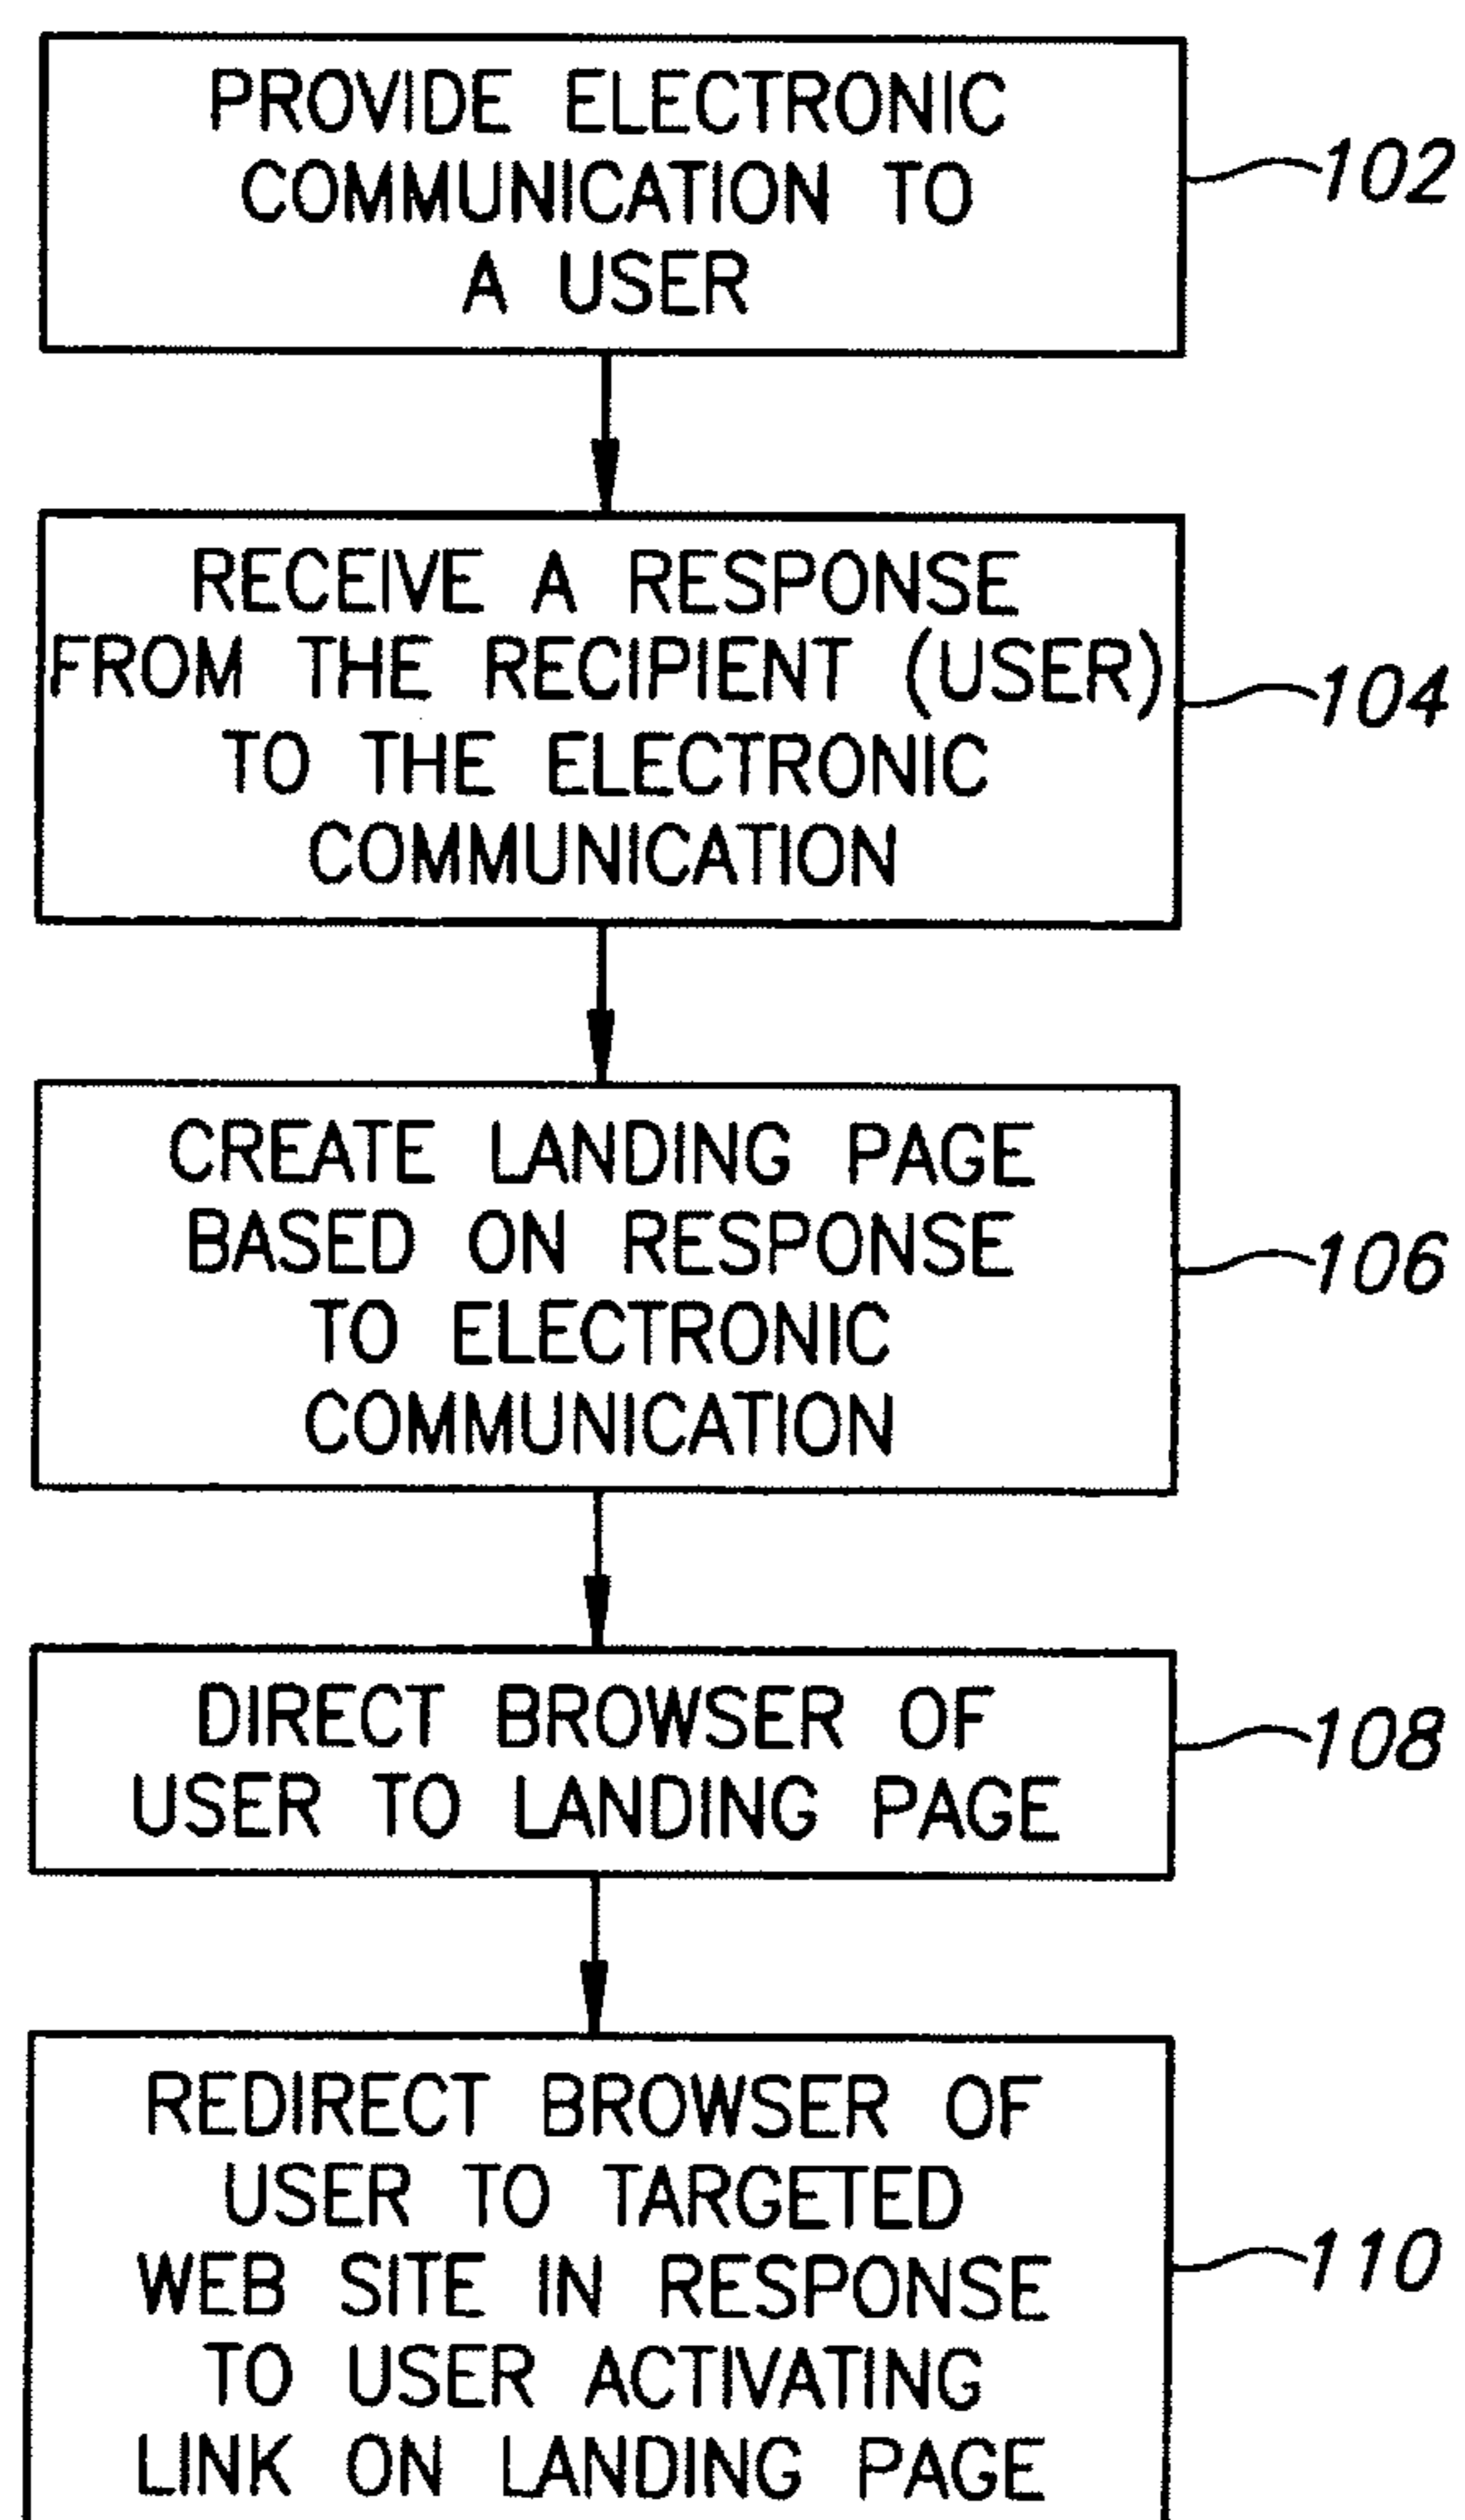 PROVIDE ELECTRONIC
COMMUNICATION TO
A USER
102
RECEIVE A RESPONSE
FROM THE RECIPIENT (USER)
TO THE ELECTRONIC
COMMUNICATION
104
CREATE LANDING PAGE
BASED ON RESPONSE
TO ELECTRONIC
COMMUNICATION
106
DIRECT BROWSER OF
USER TO LANDING PAGE
108
REDIRECT BROWSER OF
USER TO TARGETED
WEB SITE IN RESPONSE
TO USER ACTIVATING
LINK ON LANDING PAGE
110